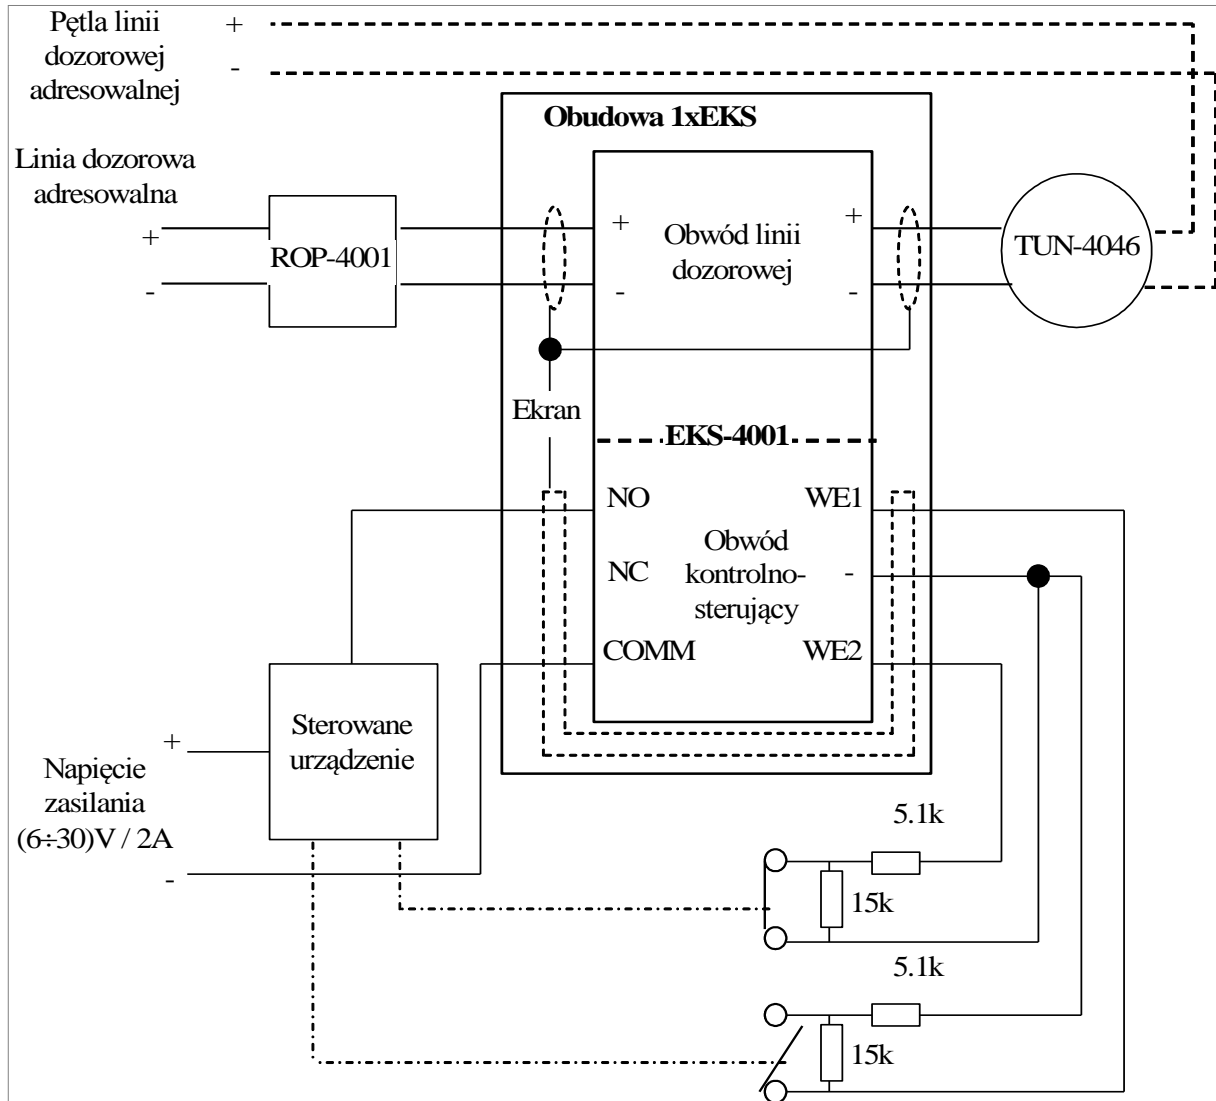 Pętla linii
dozorowej
adresowalnej
+
-
Obudowa 1xEKS
Linia dozorowa
adresowalna
+
-
ROP-4001
+
-
Obwód linii
dozorowej
+
-
TUN-4046
Ekran
EKS-4001
NO
NC
COMM
Obwód
kontrolno-
sterujący
WE1
-
WE2
Sterowane
urządzenie
+
Napięcie
zasilania
(6÷30)V / 2A
-
5.1k
15k
5.1k
15k